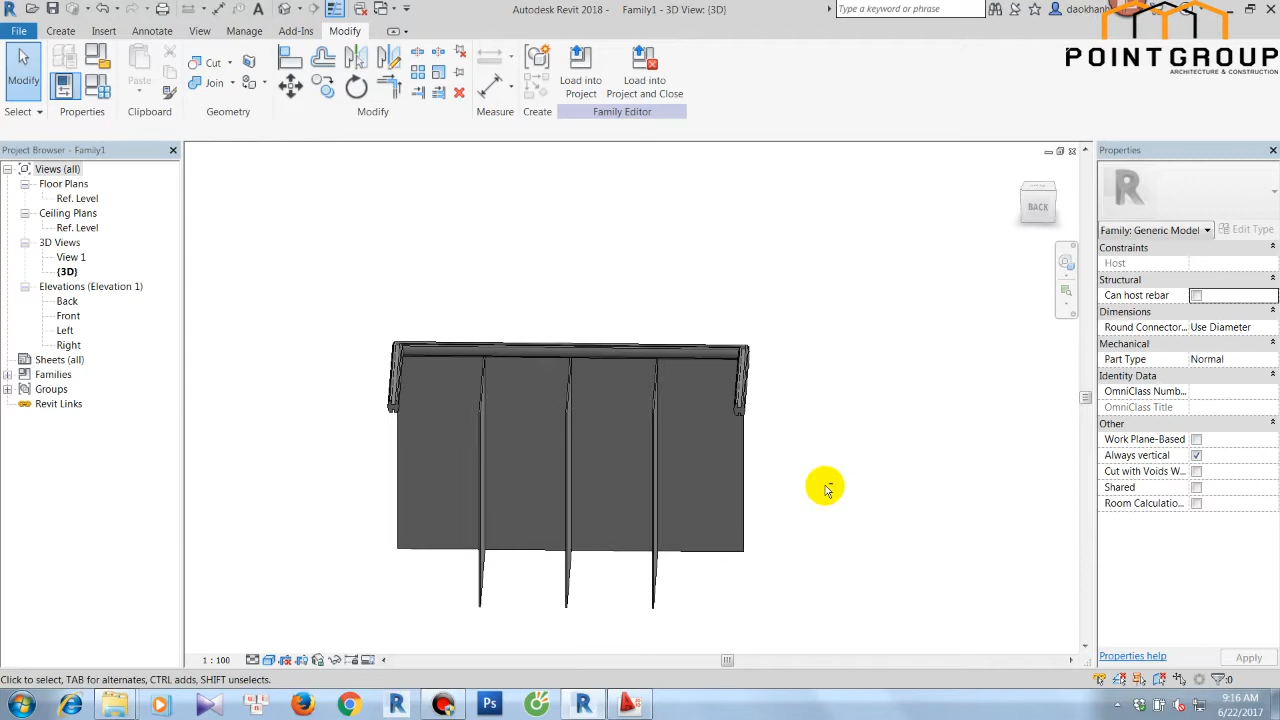 Autodesk Revit 2018 - Family1 - 3D View: {3D}
Type a keyword or phrase
daokhan
File Create Insert Annotate View Manage Add-Ins Modify
POINTGROUP
ARCHITECTURE & CONSTRUCTION
Modify
Paste
Cut
Join
Load into Project
Load into Project and Close
Select Properties Clipboard Geometry Modify Measure Create Family Editor
Project Browser - Family1
Views (all)
Floor Plans
Ref. Level
Ceiling Plans
Ref. Level
3D Views
View 1
{3D}
Elevations (Elevation 1)
Back
Front
Left
Right
Sheets (all)
Families
Groups
Revit Links
BACK
Properties
R
Family: Generic Model Edit Type
Constraints
Host
Structural
Can host rebar
Dimensions
Round Connector... Use Diameter
Mechanical
Part Type Normal
Identity Data
OmniClass Numb...
OmniClass Title
Other
Work Plane-Based
Always vertical
Cut with Voids W...
Shared
Room Calculatio...
Properties help Apply
1 : 100
Click to select, TAB for alternates, CTRL adds, SHIFT unselects.
:0
Ps
9:16 AM
6/22/2017